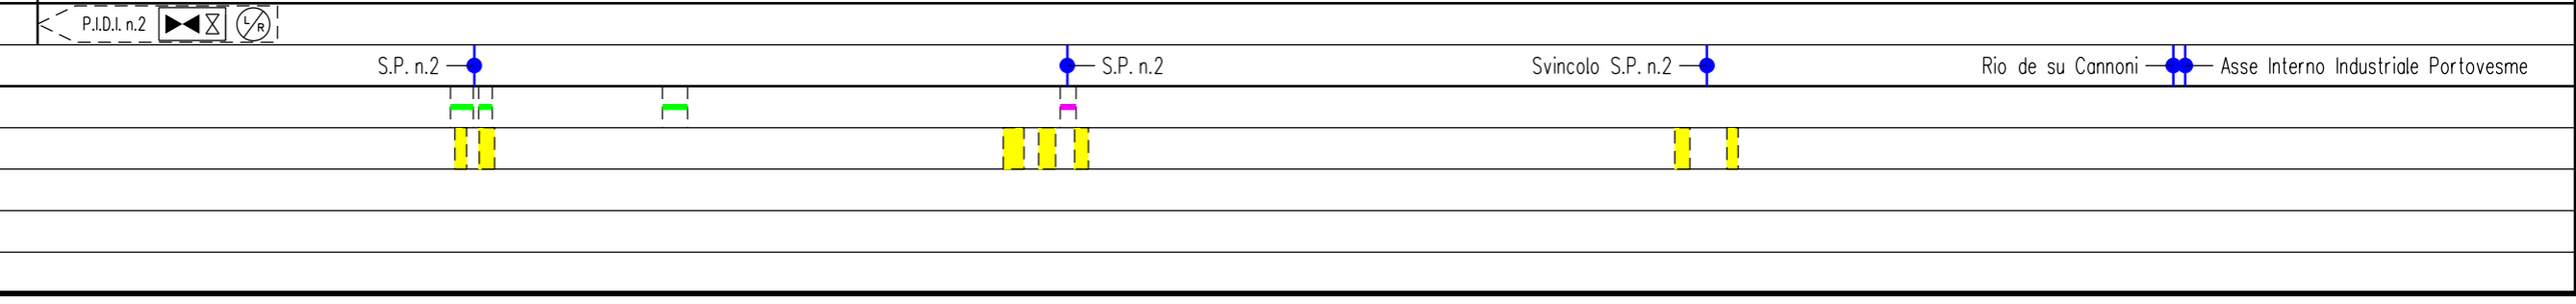 P.I.D.I. n.2 L/R
S.P. n.2 S.P. n.2 Svincolo S.P. n.2 Rio de su Cannoni Asse Interno Industriale Portovesme